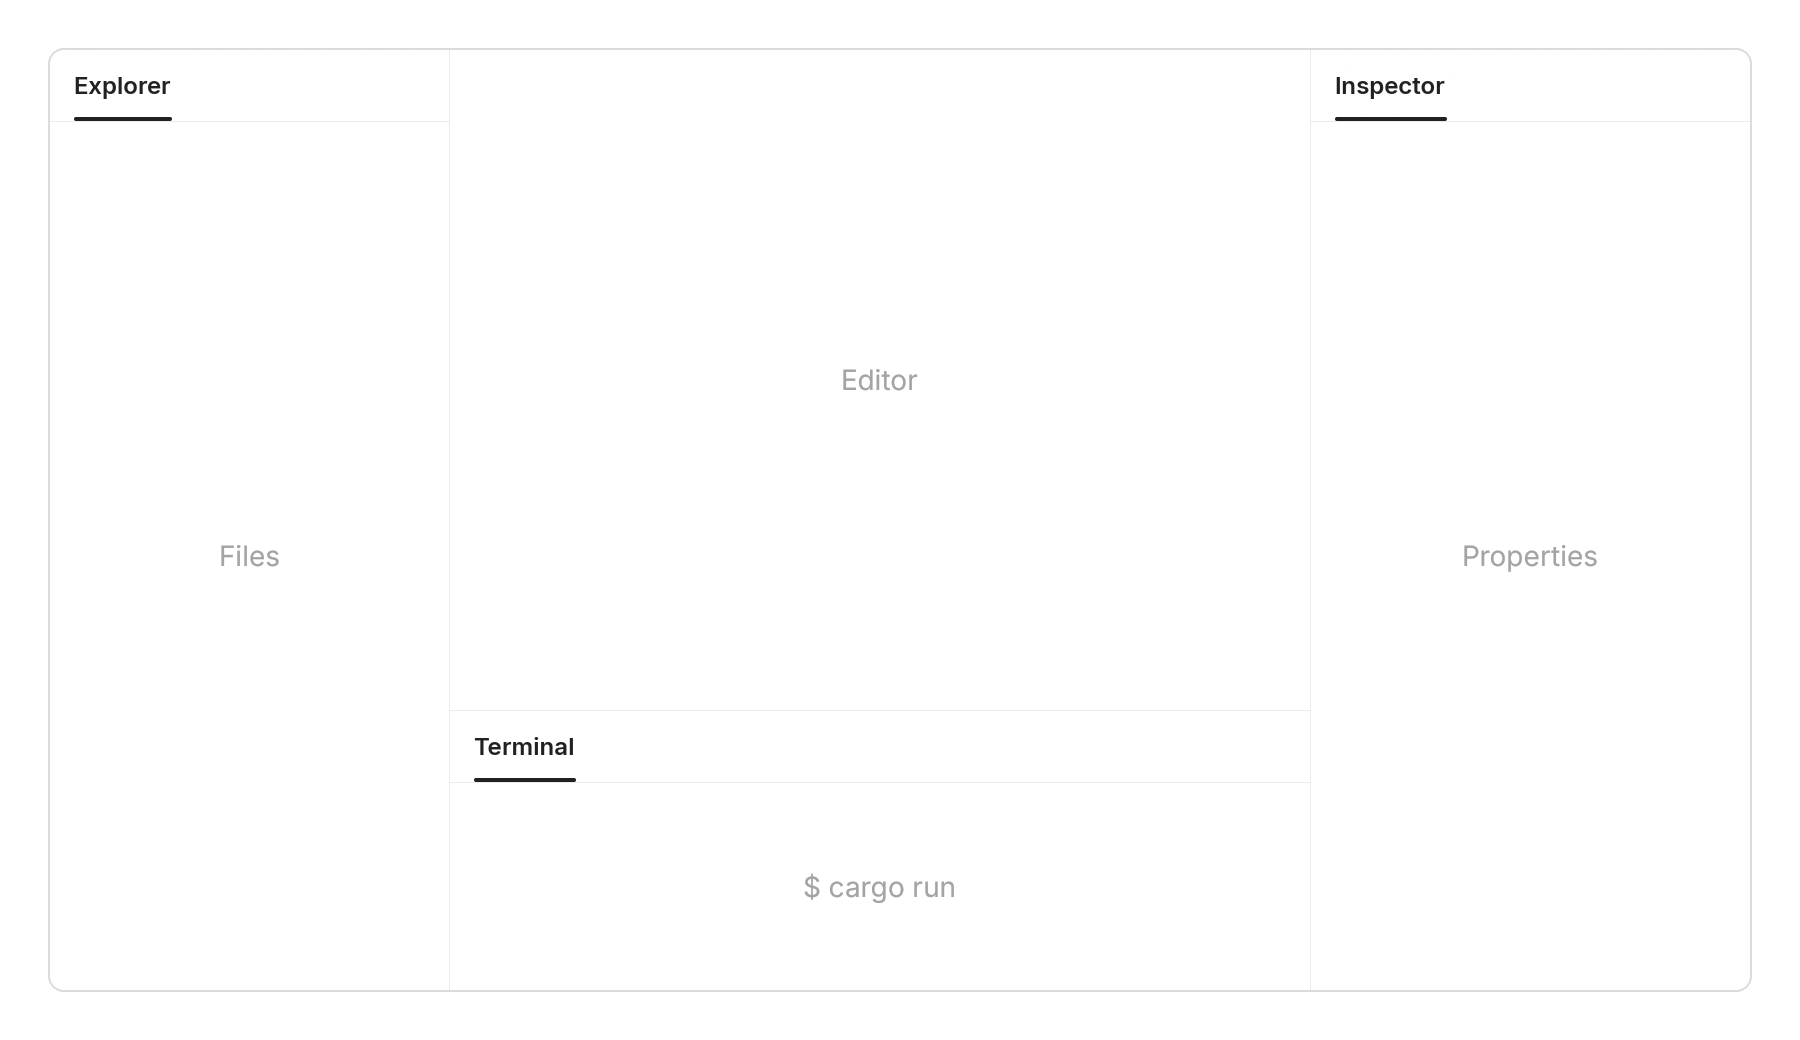 Explorer
Files
Editor
Terminal
$ cargo run
Inspector
Properties